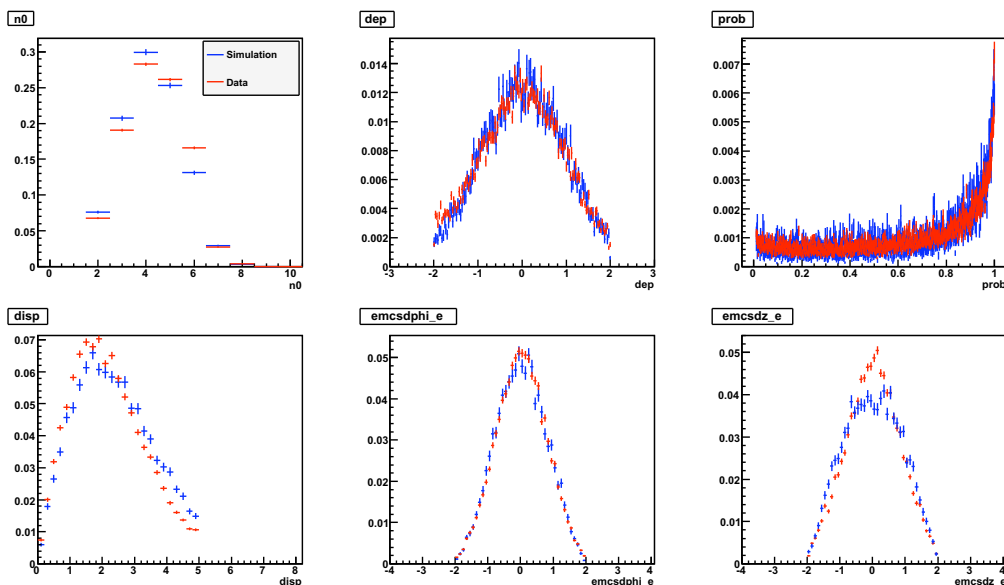 n0
0.3
0.25
0.2
0.15
0.1
0.05
0
0 2 4 6 8 10
n0
Simulation
Data
dep
0.014
0.012
0.01
0.008
0.006
0.004
0.002
-3 -2 -1 0 1 2 3
dep
prob
0.007
0.006
0.005
0.004
0.003
0.002
0.001
0
0 0.2 0.4 0.6 0.8 1
prob
disp
0.07
0.06
0.05
0.04
0.03
0.02
0.01
0
0 1 2 3 4 5 6 7 8
disp
emcsdphi_e
0.05
0.04
0.03
0.02
0.01
0
-4 -3 -2 -1 0 1 2 3 4
emcsdphi_e
emcsdz_e
0.05
0.04
0.03
0.02
0.01
0
-4 -3 -2 -1 0 1 2 3 4
emcsdz_e